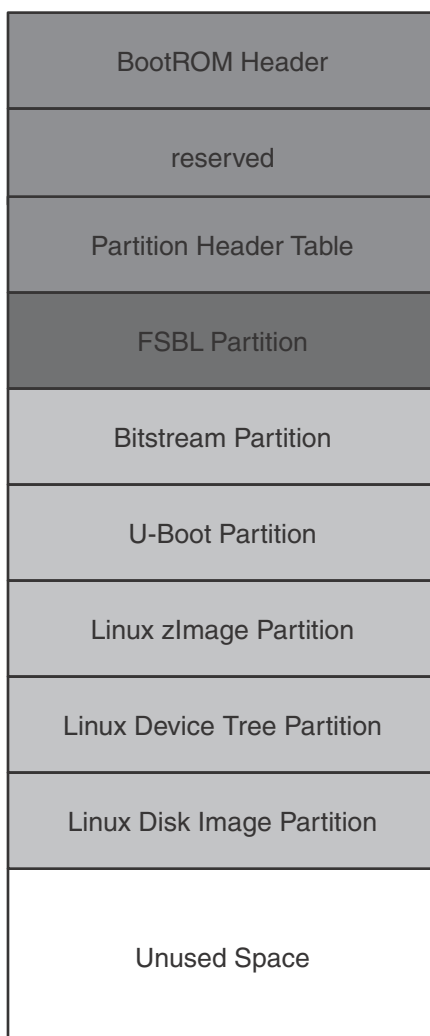 BootROM Header
reserved
Partition Header Table
FSBL Partition
Bitstream Partition
U-Boot Partition
Linux zImage Partition
Linux Device Tree Partition
Linux Disk Image Partition
Unused Space